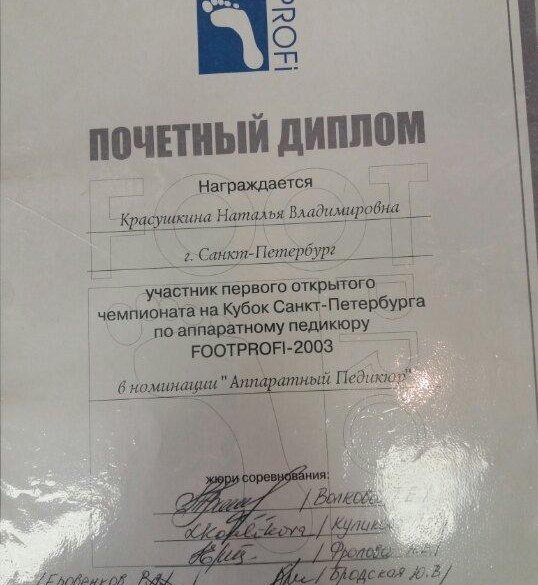 PROFi
ПОЧЕТНЫЙ ДИПЛОМ
Награждается
Красушкина Наталья Владимировна
г. Санкт-Петербург
участник первого открытого
чемпионата на Кубок Санкт-Петербурга
по аппаратному педикюру
FOOTPROFI-2003
в номинации "Аппаратный Педикюр"
жюри соревнования:
/ Волкова
/ Кулик
/ Фролова
/ Бродская Ю.В/